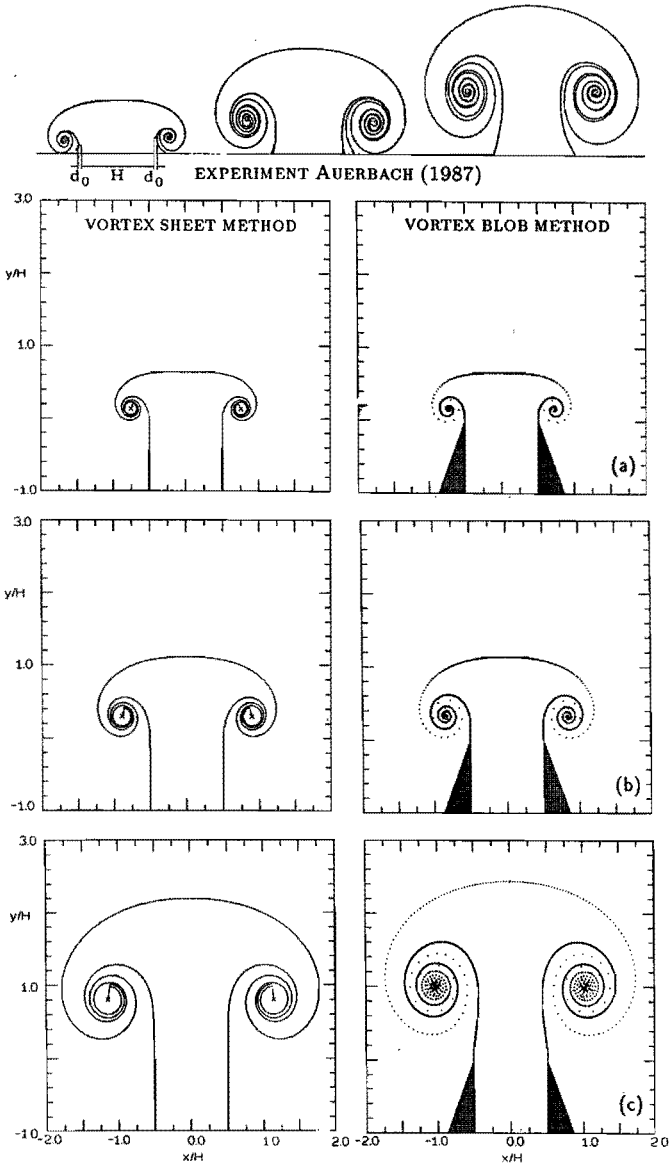 d₀ H d₀ EXPERIMENT AUERBACH (1987)
3.0
VORTEX SHEET METHOD
VORTEX BLOB METHOD
y/H
1.0
-1.0
(a)
3.0
y/H
1.0
-1.0
(b)
3.0
y/H
1.0
-1 0
(c)
-2.0 -1.0 0.0 1.0 2 0
-2.0 -1.0 0.0 1.0 2 0
x/H
x/H